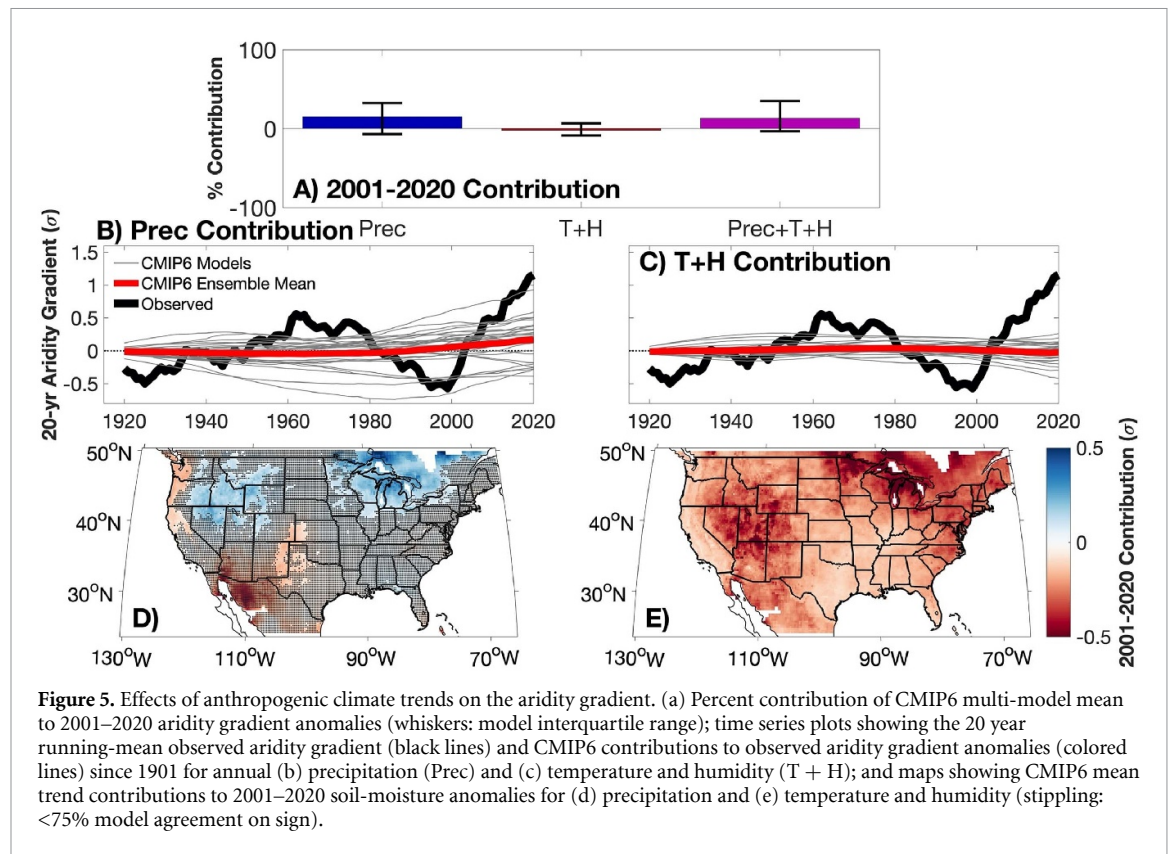 100
0
-100
% Contribution
A) 2001-2020 Contribution
Prec
T+H
Prec+T+H
B) Prec Contribution
1.5
1
0.5
0
-0.5
20-yr Aridity Gradient (σ)
CMIP6 Models
CMIP6 Ensemble Mean
Observed
1920 1940 1960 1980 2000 2020
C) T+H Contribution
1920 1940 1960 1980 2000 2020
50°N
40°N
30°N
D)
130°W 110°W 90°W 70°W
50°N
40°N
30°N
E)
130°W 110°W 90°W 70°W
0.5
0
-0.5
2001-2020 Contribution (σ)
Figure 5. Effects of anthropogenic climate trends on the aridity gradient. (a) Percent contribution of CMIP6 multi-model mean
to 2001–2020 aridity gradient anomalies (whiskers: model interquartile range); time series plots showing the 20 year
running-mean observed aridity gradient (black lines) and CMIP6 contributions to observed aridity gradient anomalies (colored
lines) since 1901 for annual (b) precipitation (Prec) and (c) temperature and humidity (T + H); and maps showing CMIP6 mean
trend contributions to 2001–2020 soil-moisture anomalies for (d) precipitation and (e) temperature and humidity (stippling:
<75% model agreement on sign).